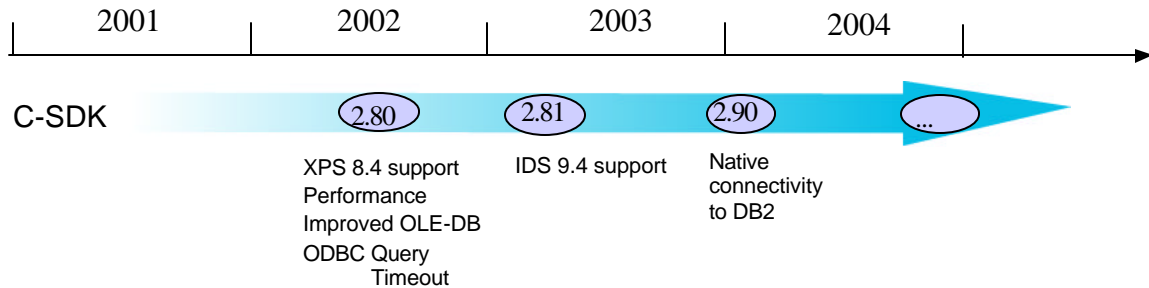 2001 2002 2003 2004
C-SDK 2.80 2.81 2.90 ...
XPS 8.4 support
Performance
Improved OLE-DB
ODBC Query
Timeout
IDS 9.4 support
Native
connectivity
to DB2